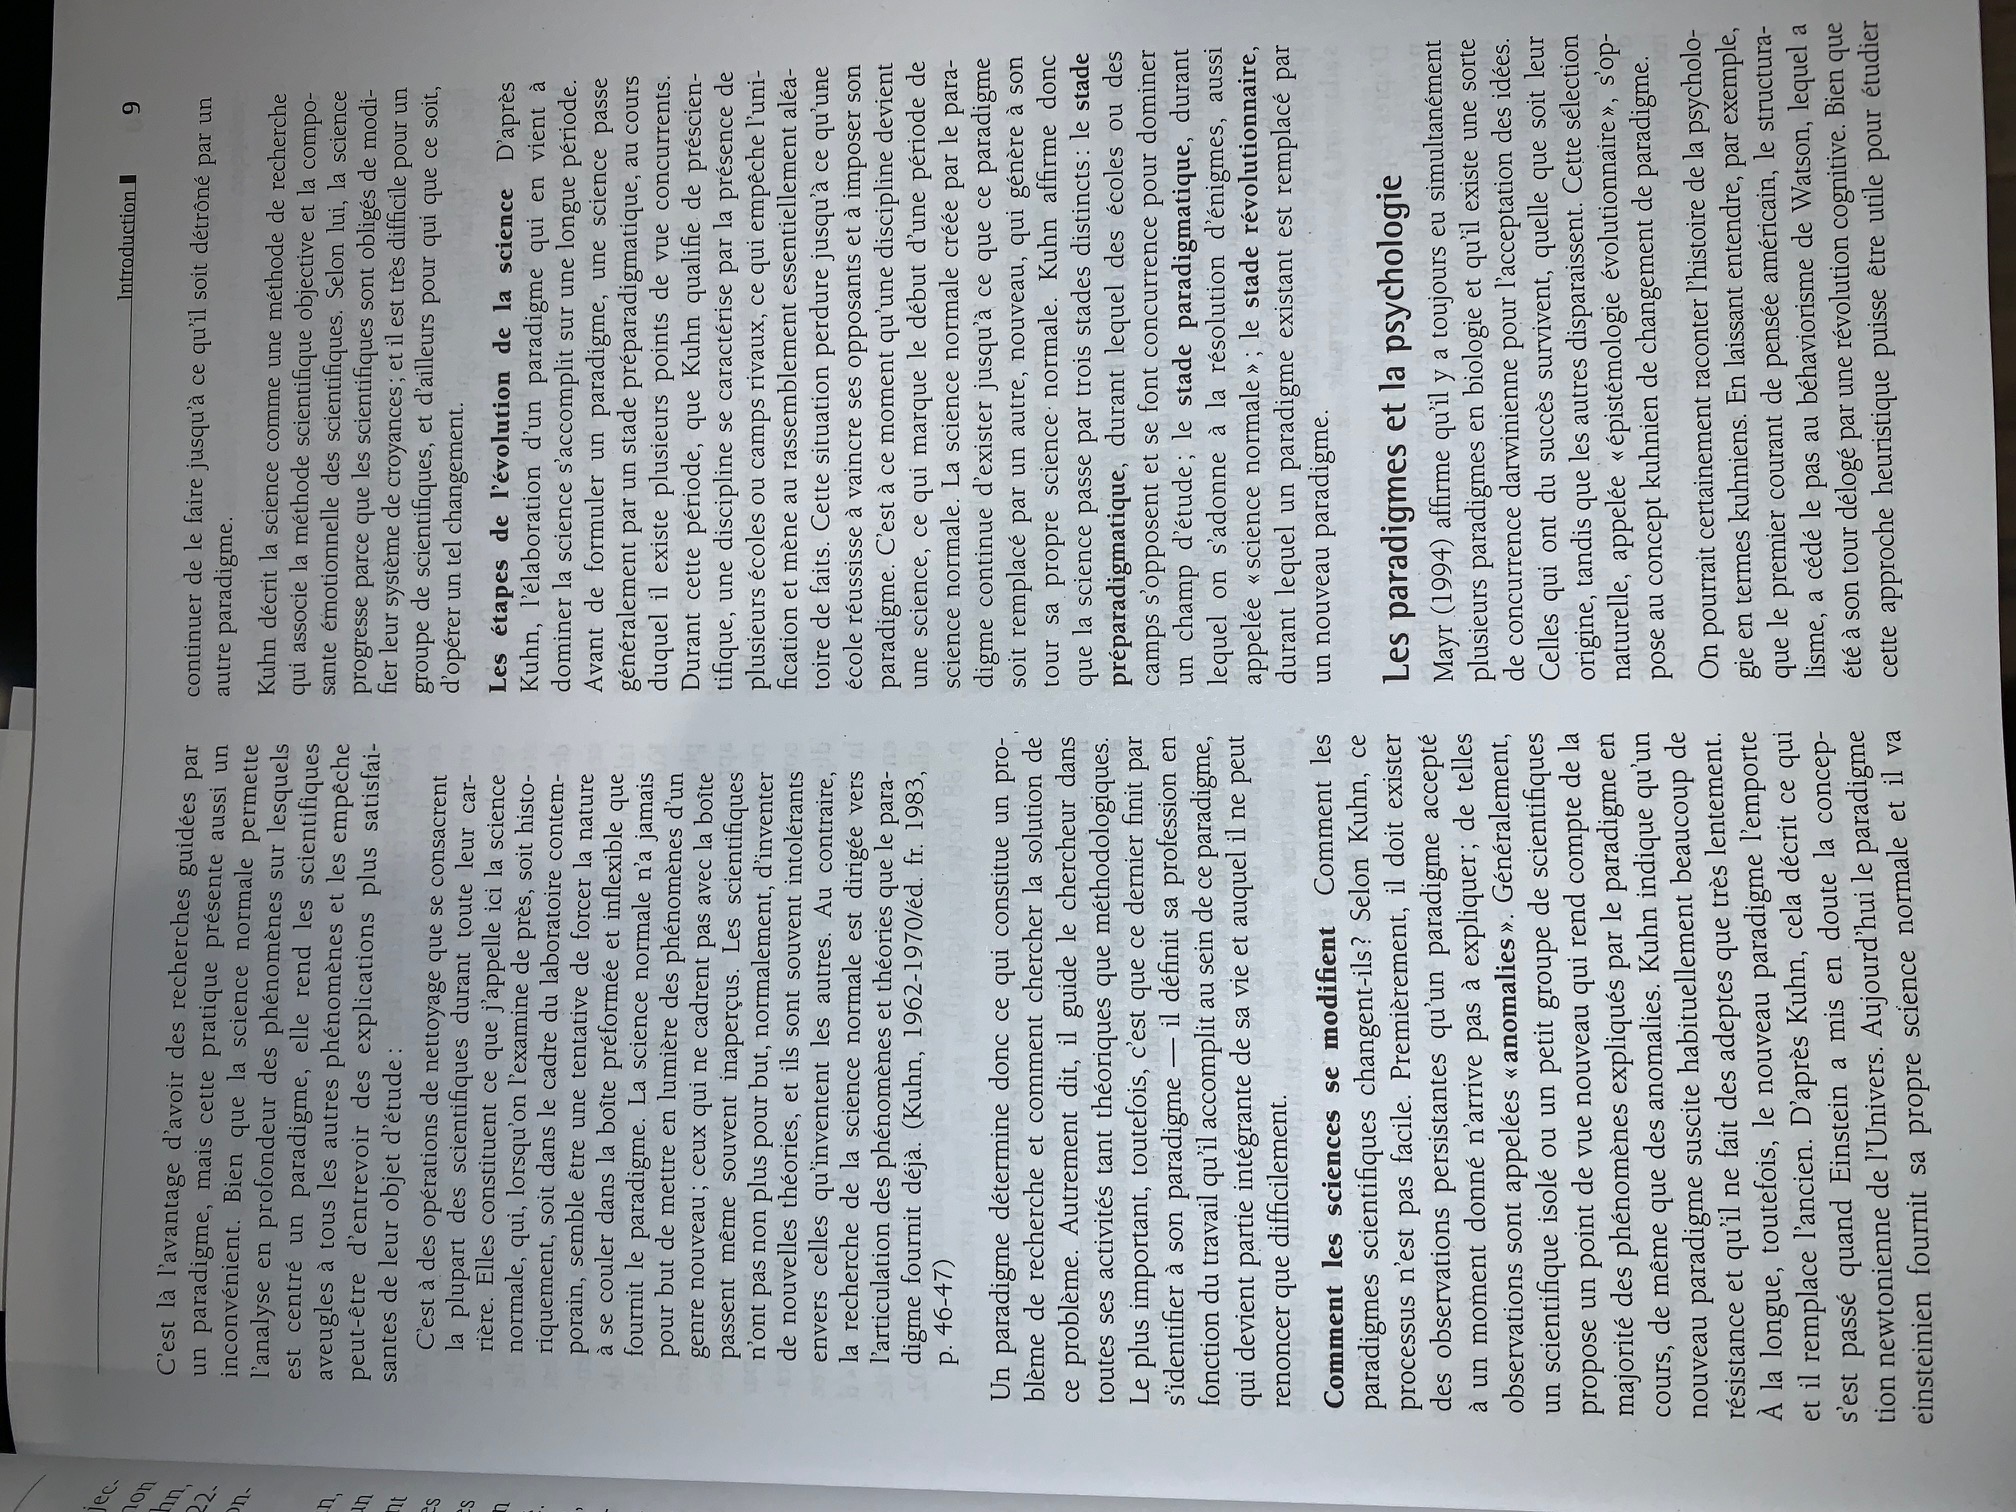 Introduction 9
C'est là l'avantage d'avoir des recherches guidées par
un paradigme, mais cette pratique présente aussi un
inconvénient. Bien que la science normale permette
l'analyse en profondeur des phénomènes sur lesquels
est centré un paradigme, elle rend les scientifiques
aveugles à tous les autres phénomènes et les empêche
peut-être d'entrevoir des explications plus satisfai-
santes de leur objet d'étude :
C'est à des opérations de nettoyage que se consacrent
la plupart des scientifiques durant toute leur car-
rière. Elles constituent ce que j'appelle ici la science
normale, qui, lorsqu'on l'examine de près, soit histo-
riquement, soit dans le cadre du laboratoire contem-
porain, semble être une tentative de forcer la nature
à se couler dans la boîte préformée et inflexible que
fournit le paradigme. La science normale n'a jamais
pour but de mettre en lumière des phénomènes d'un
genre nouveau ; ceux qui ne cadrent pas avec la boîte
passent même souvent inaperçus. Les scientifiques
n'ont pas non plus pour but, normalement, d'inventer
de nouvelles théories, et ils sont souvent intolérants
envers celles qu'inventent les autres. Au contraire,
la recherche de la science normale est dirigée vers
l'articulation des phénomènes et théories que le para-
digme fournit déjà. (Kuhn, 1962-1970/éd. fr. 1983,
p. 46-47)
Un paradigme détermine donc ce qui constitue un pro-
blème de recherche et comment chercher la solution de
ce problème. Autrement dit, il guide le chercheur dans
toutes ses activités tant théoriques que méthodologiques.
Le plus important, toutefois, c'est que ce dernier finit par
s'identifier à son paradigme — il définit sa profession en
fonction du travail qu'il accomplit au sein de ce paradigme,
qui devient partie intégrante de sa vie et auquel il ne peut
renoncer que difficilement.
Comment les sciences se modifient Comment les
paradigmes scientifiques changent-ils ? Selon Kuhn, ce
processus n'est pas facile. Premièrement, il doit exister
des observations persistantes qu'un paradigme accepté
à un moment donné n'arrive pas à expliquer ; de telles
observations sont appelées « anomalies ». Généralement,
un scientifique isolé ou un petit groupe de scientifiques
propose un point de vue nouveau qui rend compte de la
majorité des phénomènes expliqués par le paradigme en
cours, de même que des anomalies. Kuhn indique qu'un
nouveau paradigme suscite habituellement beaucoup de
résistance et qu'il ne fait des adeptes que très lentement.
À la longue, toutefois, le nouveau paradigme l'emporte
et il remplace l'ancien. D'après Kuhn, cela décrit ce qui
s'est passé quand Einstein a mis en doute la concep-
tion newtonienne de l'Univers. Aujourd'hui le paradigme
einsteinien fournit sa propre science normale et il va
continuer de le faire jusqu'à ce qu'il soit détrôné par un
autre paradigme.
Kuhn décrit la science comme une méthode de recherche
qui associe la méthode scientifique objective et la compo-
sante émotionnelle des scientifiques. Selon lui, la science
progresse parce que les scientifiques sont obligés de modi-
fier leur système de croyances ; et il est très difficile pour un
groupe de scientifiques, et d'ailleurs pour qui que ce soit,
d'opérer un tel changement.
Les étapes de l'évolution de la science D'après
Kuhn, l'élaboration d'un paradigme qui en vient à
dominer la science s'accomplit sur une longue période.
Avant de formuler un paradigme, une science passe
généralement par un stade préparadigmatique, au cours
duquel il existe plusieurs points de vue concurrents.
Durant cette période, que Kuhn qualifie de préscien-
tifique, une discipline se caractérise par la présence de
plusieurs écoles ou camps rivaux, ce qui empêche l'uni-
fication et mène au rassemblement essentiellement aléa-
toire de faits. Cette situation perdure jusqu'à ce qu'une
école réussisse à vaincre ses opposants et à imposer son
paradigme. C'est à ce moment qu'une discipline devient
une science, ce qui marque le début d'une période de
science normale. La science normale créée par le para-
digme continue d'exister jusqu'à ce que ce paradigme
soit remplacé par un autre, nouveau, qui génère à son
tour sa propre science normale. Kuhn affirme donc
que la science passe par trois stades distincts : le stade
préparadigmatique, durant lequel des écoles ou des
camps s'opposent et se font concurrence pour dominer
un champ d'étude ; le stade paradigmatique, durant
lequel on s'adonne à la résolution d'énigmes, aussi
appelée « science normale » ; le stade révolutionnaire,
durant lequel un paradigme existant est remplacé par
un nouveau paradigme.
Les paradigmes et la psychologie
Mayr (1994) affirme qu'il y a toujours eu simultanément
plusieurs paradigmes en biologie et qu'il existe une sorte
de concurrence darwinienne pour l'acceptation des idées.
Celles qui ont du succès survivent, quelle que soit leur
origine, tandis que les autres disparaissent. Cette sélection
naturelle, appelée « épistémologie évolutionnaire », s'op-
pose au concept kuhnien de changement de paradigme.
On pourrait certainement raconter l'histoire de la psycholo-
gie en termes kuhniens. En laissant entendre, par exemple,
que le premier courant de pensée américain, le structura-
lisme, a cédé le pas au béhaviorisme de Watson, lequel a
été à son tour délogé par une révolution cognitive. Bien que
cette approche heuristique puisse être utile pour étudier